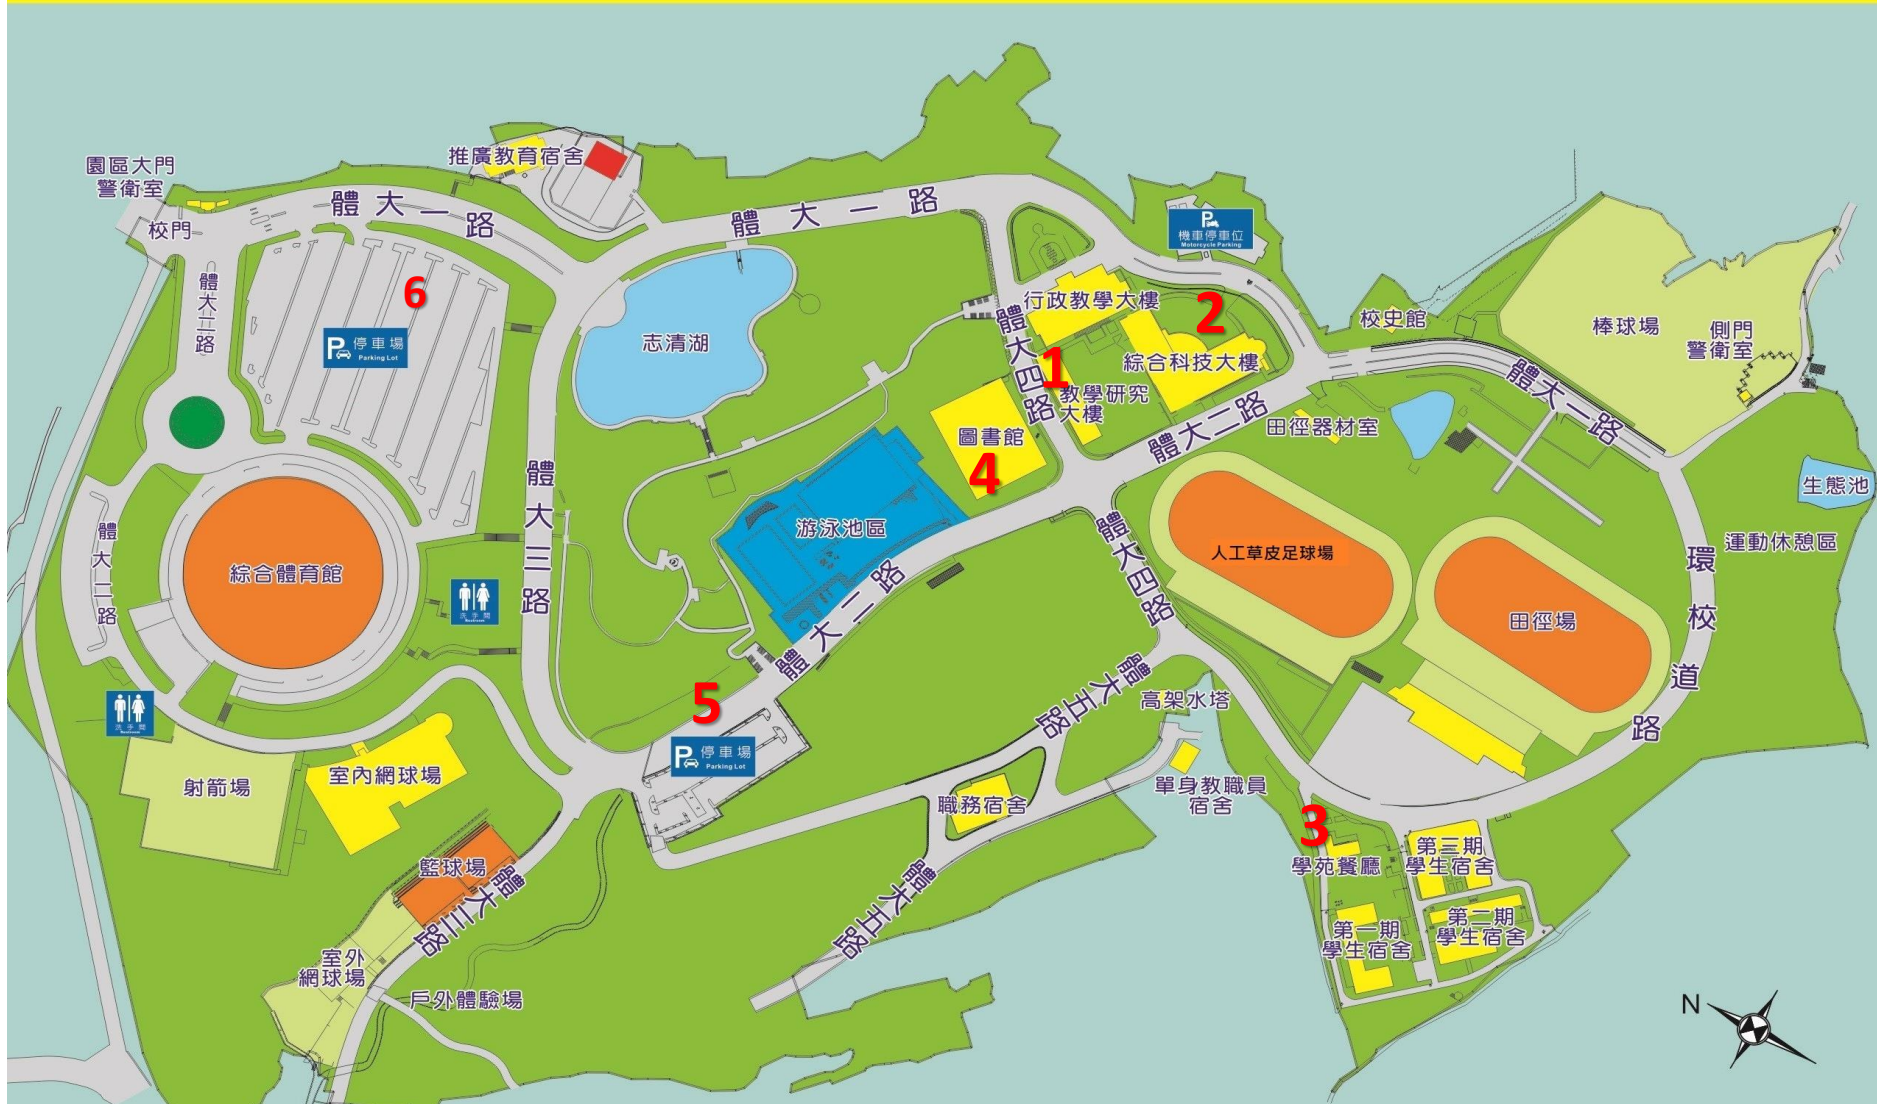 園區大門
警衛室
校門
推廣教育宿舍
體大一路
體大一路
P
機車停車位
Motorcycle Parking
體大二路
6
P 停車場
Parking Lot
志清湖
體大四路
行政教學大樓
2
綜合科技大樓
1
教學研究
大樓
校史館
棒球場
側門
警衛室
體大一路
圖書館
4
體大二路
田徑器材室
生態池
運動休憩區
環校道路
體大一路
綜合體育館
洗手間
Restroom
體大三路
游泳池區
體大二路
體大四路
人工草皮足球場
田徑場
洗手間
Restroom
5
P 停車場
Parking Lot
體大五路
高架水塔
單身教職員
宿舍
職務宿舍
射箭場
室內網球場
籃球場
體大三路
體大五路
3
學苑餐廳
第三期
學生宿舍
第一期
學生宿舍
第二期
學生宿舍
室外
網球場
戶外體驗場
N